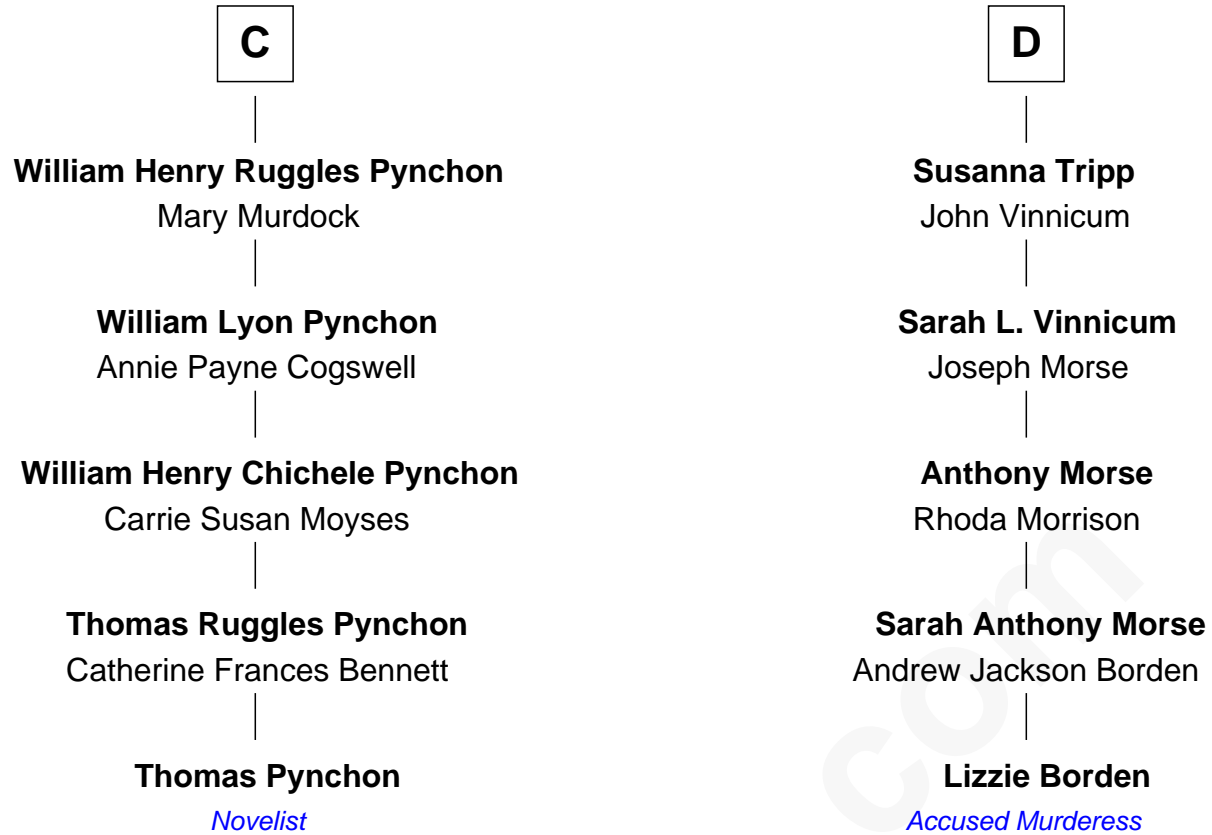 C
William Henry Ruggles Pynchon
Mary Murdock
William Lyon Pynchon
Annie Payne Cogswell
William Henry Chichele Pynchon
Carrie Susan Moyses
Thomas Ruggles Pynchon
Catherine Frances Bennett
Thomas Pynchon
Novelist
D
Susanna Tripp
John Vinnicum
Sarah L. Vinnicum
Joseph Morse
Anthony Morse
Rhoda Morrison
Sarah Anthony Morse
Andrew Jackson Borden
Lizzie Borden
Accused Murderess
com